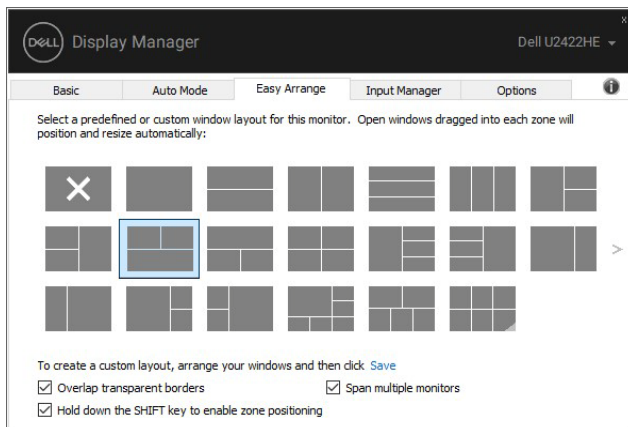 x
DELL Display Manager Dell U2422HE
Basic Auto Mode Easy Arrange Input Manager Options i
Select a predefined or custom window layout for this monitor. Open windows dragged into each zone will
position and resize automatically:
>
To create a custom layout, arrange your windows and then click Save
Overlap transparent borders Span multiple monitors
Hold down the SHIFT key to enable zone positioning